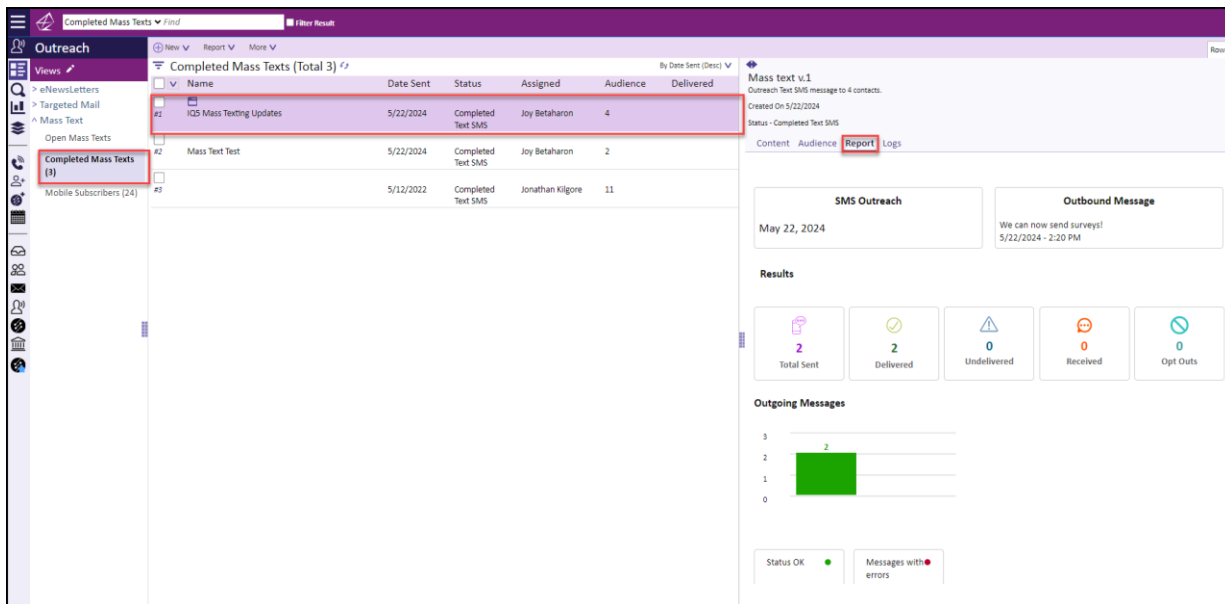 Completed Mass Texts Find
Filter Result
Outreach
New Report More
Row
Views
> eNewsLetters
> Targeted Mail
^ Mass Text
Open Mass Texts
Completed Mass Texts
(3)
Mobile Subscribers (24)
Completed Mass Texts (Total 3)
By Date Sent (Desc)
Name Date Sent Status Assigned Audience Delivered
#1 IQ5 Mass Texting Updates 5/22/2024 Completed Joy Betaharon 4
Text SMS
#2 Mass Text Test 5/22/2024 Completed Joy Betaharon 2
Text SMS
#3 5/12/2022 Completed Jonathan Kilgore 11
Text SMS
Mass text v.1
Outreach Text SMS message to 4 contacts.
Created On 5/22/2024
Status - Completed Text SMS
Content Audience Report Logs
SMS Outreach
May 22, 2024
Outbound Message
We can now send surveys!
5/22/2024 - 2:20 PM
Results
2
Total Sent
2
Delivered
0
Undelivered
0
Received
0
Opt Outs
Outgoing Messages
3
2
2
1
0
Status OK
Messages with
errors